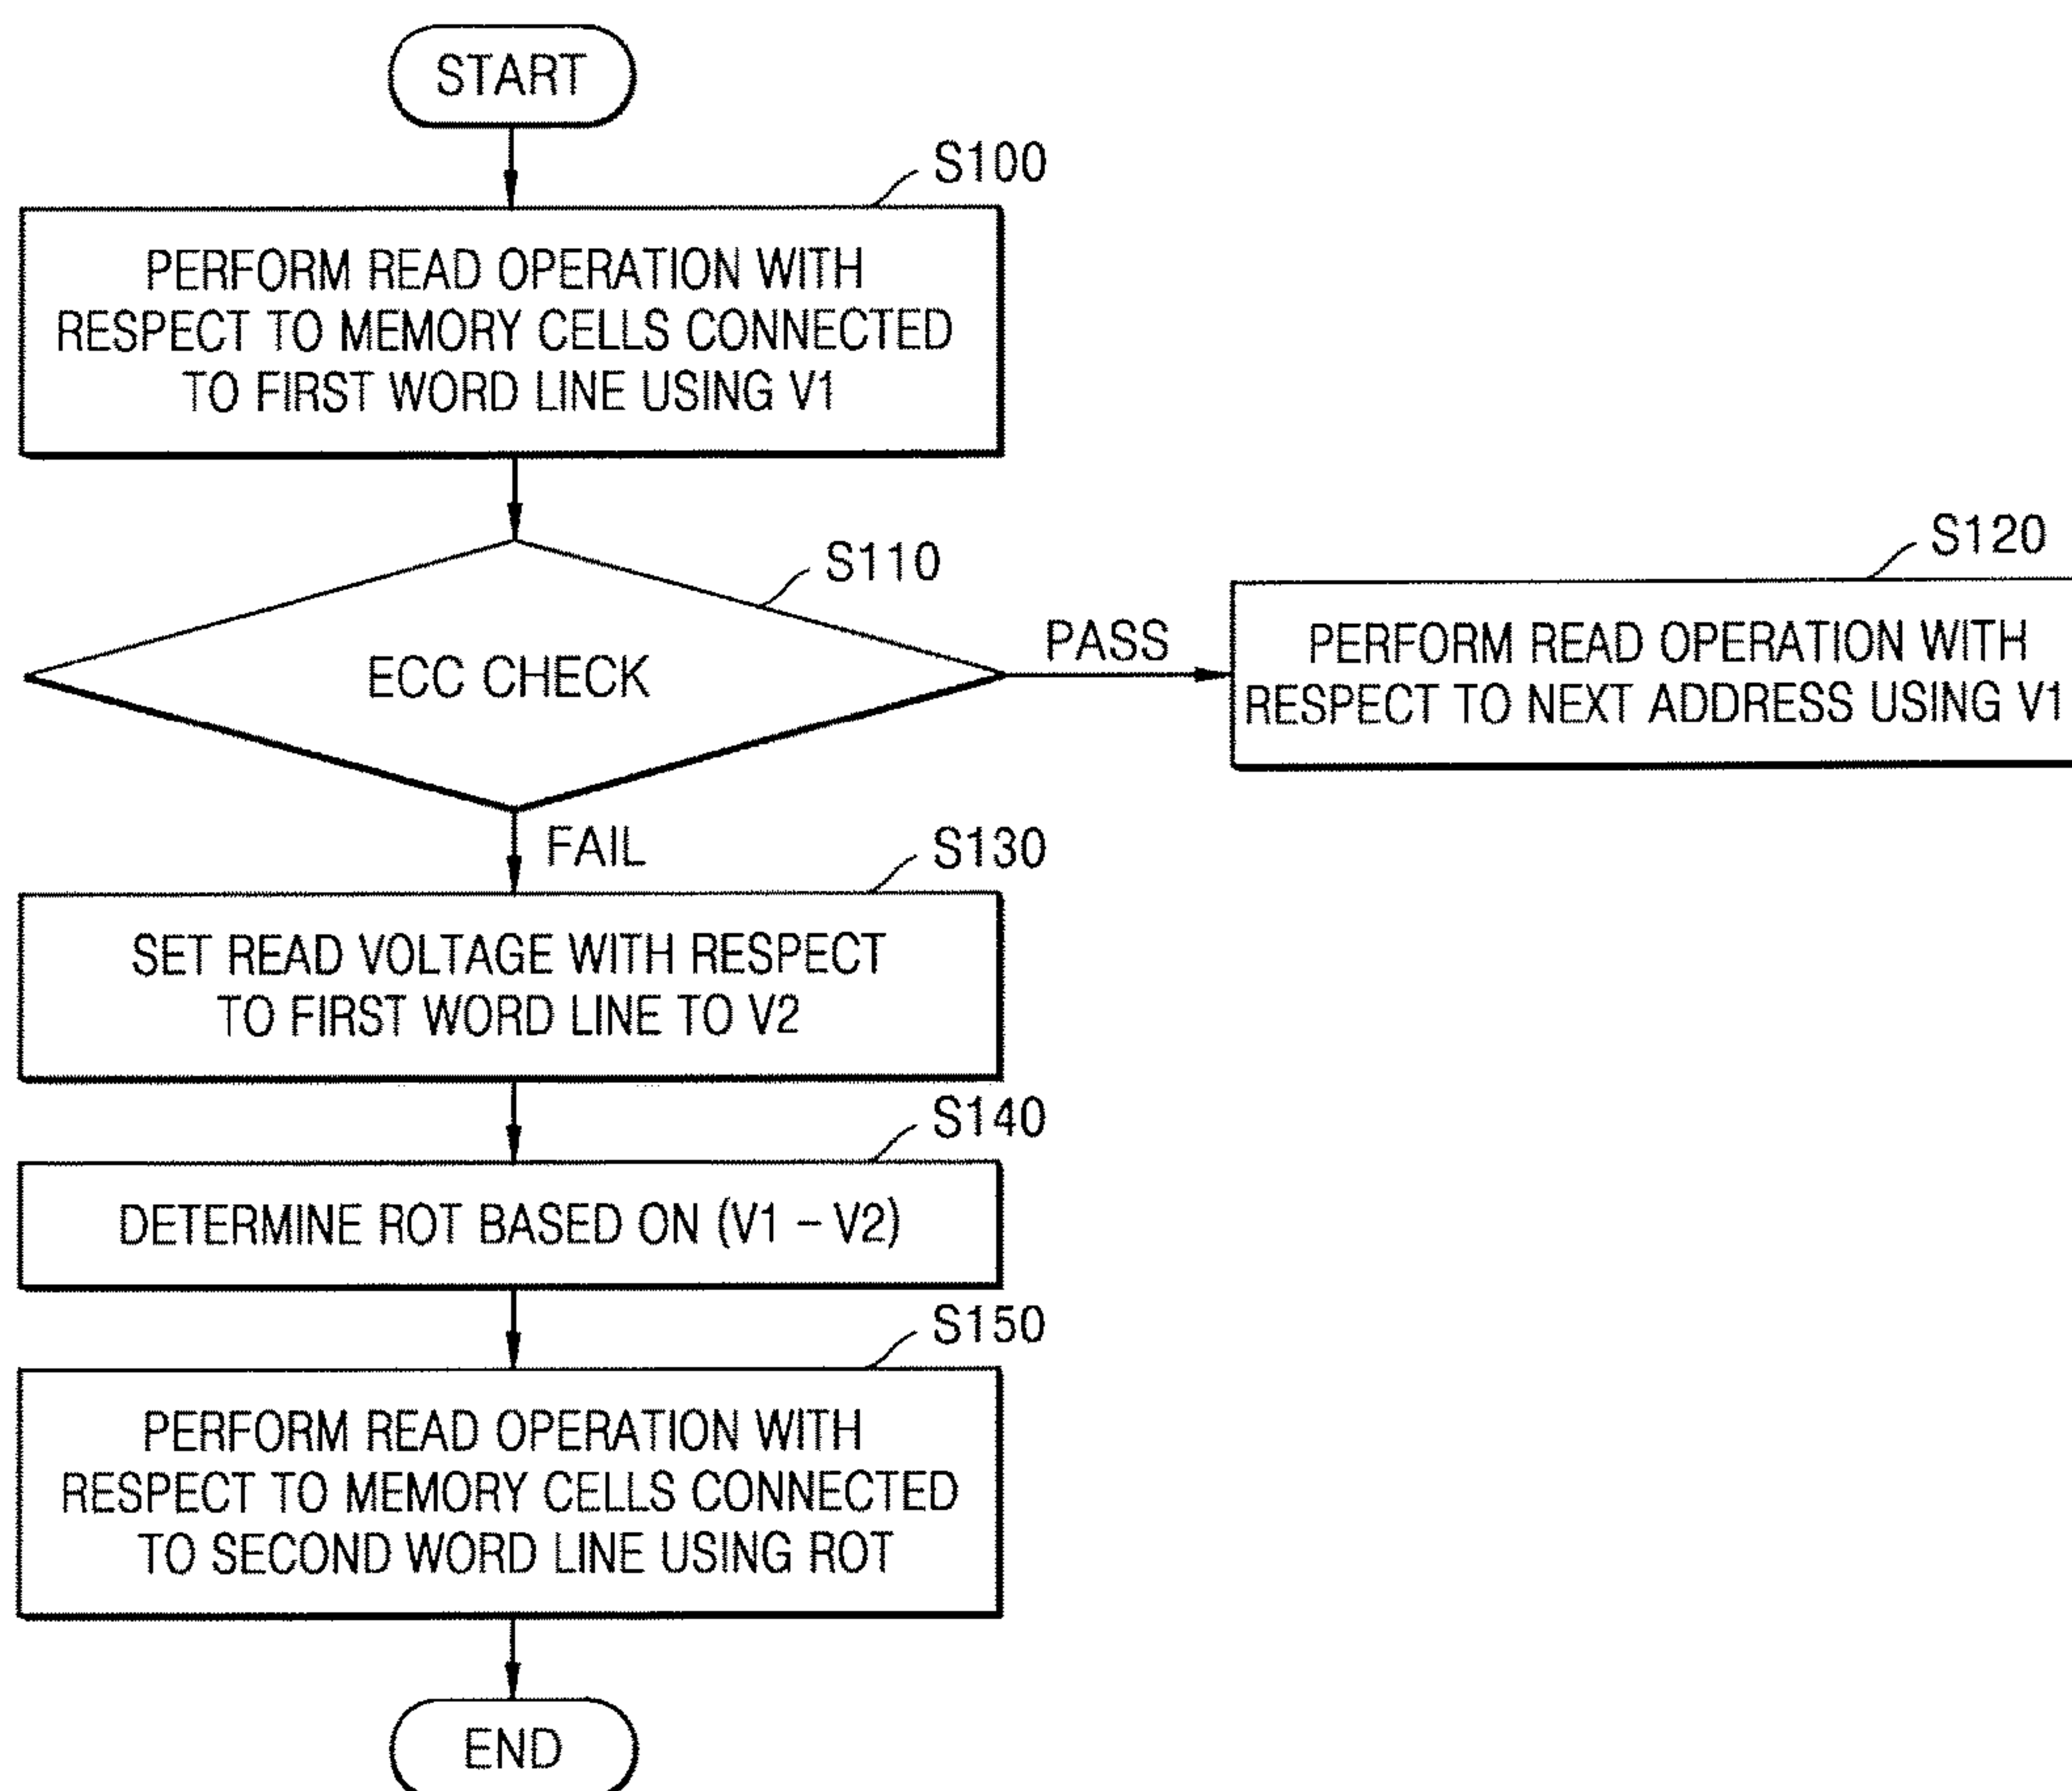 START
S100
PERFORM READ OPERATION WITH
RESPECT TO MEMORY CELLS CONNECTED
TO FIRST WORD LINE USING V1
S110
ECC CHECK
PASS
S120
PERFORM READ OPERATION WITH
RESPECT TO NEXT ADDRESS USING V1
FAIL
S130
SET READ VOLTAGE WITH RESPECT
TO FIRST WORD LINE TO V2
S140
DETERMINE ROT BASED ON (V1 – V2)
S150
PERFORM READ OPERATION WITH
RESPECT TO MEMORY CELLS CONNECTED
TO SECOND WORD LINE USING ROT
END